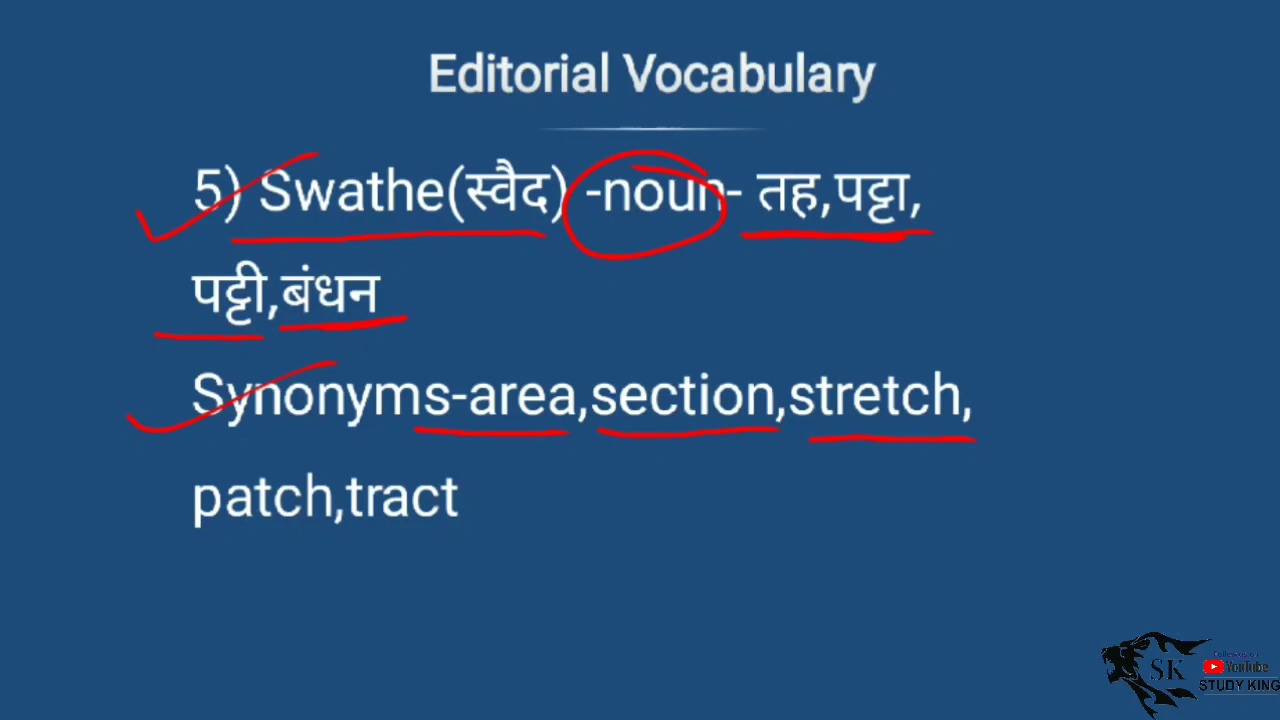 Editorial Vocabulary
5) Swathe(स्वैद) -noun- तह,पट्टा,
पट्टी,बंधन
Synonyms-area,section,stretch,
patch,tract
SK
YouTube
STUDY KING